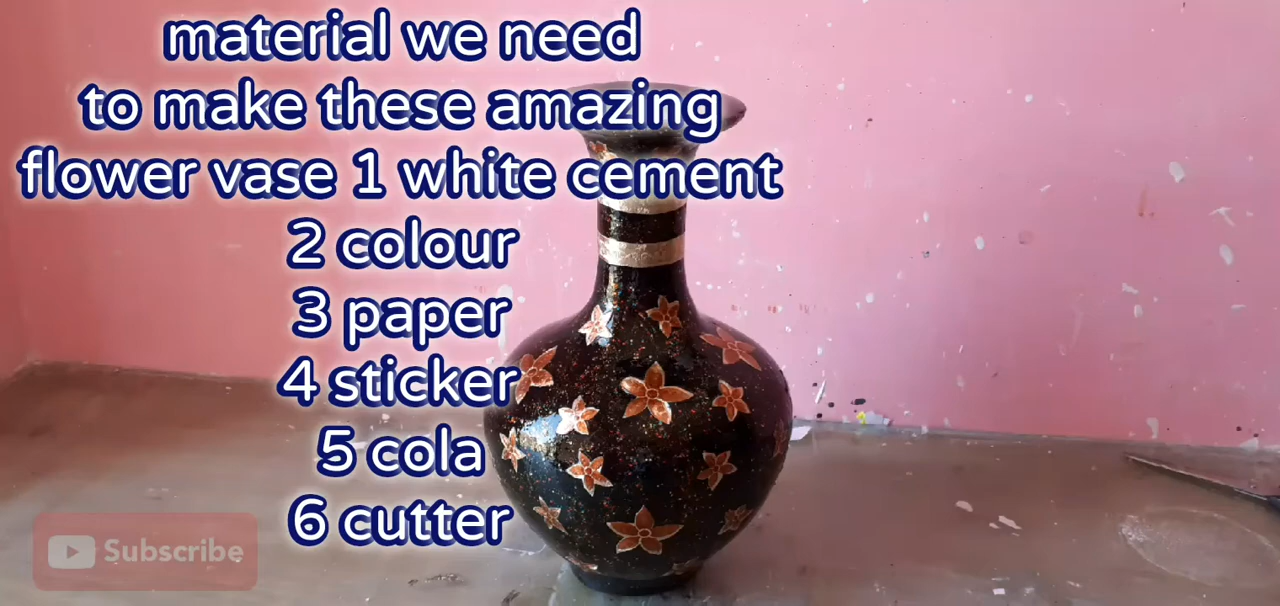 material we need
to make these amazing
flower vase 1 white cement
2 colour
3 paper
4 sticker
5 cola
6 cutter
Subscribe